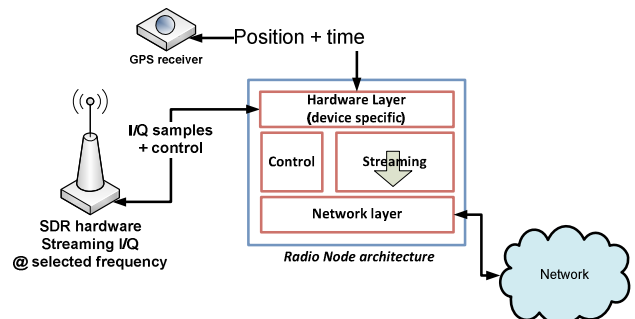 Position + time
GPS receiver
Hardware Layer
(device specific)
I/Q samples
+ control
Control
Streaming
SDR hardware
Streaming I/Q
@ selected frequency
Network layer
Radio Node architecture
Network